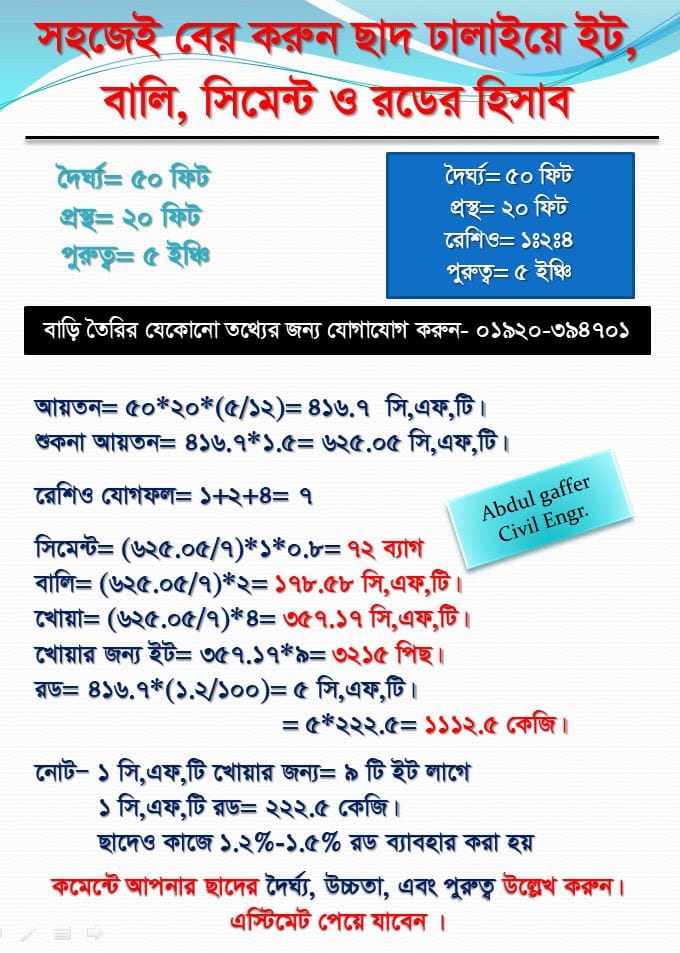 সহজেই বের করুন ছাদ ঢালাইয়ে ইট,
বালি, সিমেন্ট ও রডের হিসাব
দৈর্ঘ্য= ৫০ ফিট
প্রস্থ= ২০ ফিট
পুরুত্ব= ৫ ইঞ্চি
দৈর্ঘ্য= ৫০ ফিট
প্রস্থ= ২০ ফিট
রেশিও= ১ঃ২ঃ৪
পুরুত্ব= ৫ ইঞ্চি
বাড়ি তৈরির যেকোনো তথ্যের জন্য যোগাযোগ করুন- ০১৯২০-৩৯৪৭০১
আয়তন= ৫০*২০*(৫/১২)= ৪১৬.৭ সি,এফ,টি।
শুকনা আয়তন= ৪১৬.৭*১.৫= ৬২৫.০৫ সি,এফ,টি।
রেশিও যোগফল= ১+২+৪= ৭
Abdul gaffer
Civil Engr.
সিমেন্ট= (৬২৫.০৫/৭)*১*০.৮= ৭২ ব্যাগ
বালি= (৬২৫.০৫/৭)*২= ১৭৮.৫৮ সি,এফ,টি।
খোয়া= (৬২৫.০৫/৭)*৪= ৩৫৭.১৭ সি,এফ,টি।
খোয়ার জন্য ইট= ৩৫৭.১৭*৯= ৩২১৫ পিছ।
রড= ৪১৬.৭*(১.২/১০০)= ৫ সি,এফ,টি।
= ৫*২২২.৫= ১১১২.৫ কেজি।
নোট– ১ সি,এফ,টি খোয়ার জন্য= ৯ টি ইট লাগে
১ সি,এফ,টি রড= ২২২.৫ কেজি।
ছাদেও কাজে ১.২%-১.৫% রড ব্যাবহার করা হয়
কমেন্টে আপনার ছাদের দৈর্ঘ্য, উচ্চতা, এবং পুরুত্ব উল্লেখ করুন।
এস্টিমেট পেয়ে যাবেন ।